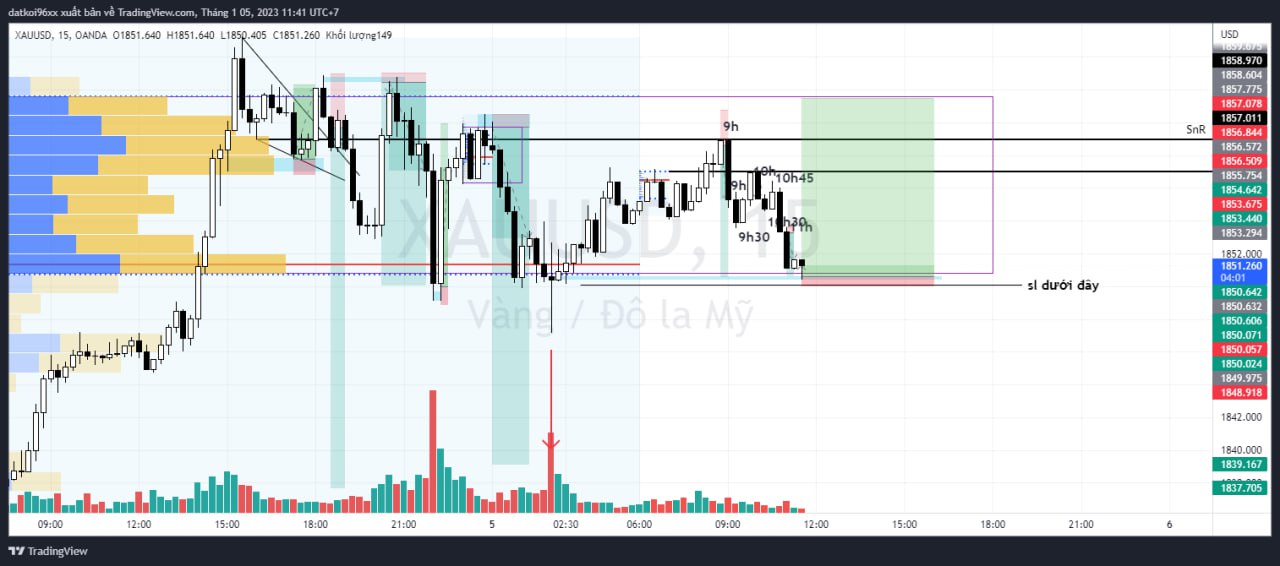 datkoi96xx xuất bản về TradingView.com, Tháng 1 05, 2023 11:41 UTC+7
XAUUSD, 15, OANDA O1851.640 H1851.640 L1850.405 C1851.260 Khối lượng149
USD
1859.675
1858.970
1858.604
1857.775
1857.078
1857.011
SnR
1856.844
1856.572
1856.509
1855.754
1854.642
1853.675
1853.440
1853.294
1852.000
1851.260
04:01
1850.642
1850.632
1850.606
1850.071
1850.057
1850.024
1849.975
1848.918
1842.000
1840.000
1839.167
1837.705
9h
10h
10h45
9h
10h30
1h
9h30
sl dưới đây
XAUUSD, 15
Vàng / Đô la Mỹ
09:00 12:00 15:00 18:00 21:00 5 02:30 06:00 09:00 12:00 15:00 18:00 21:00 6
TradingView